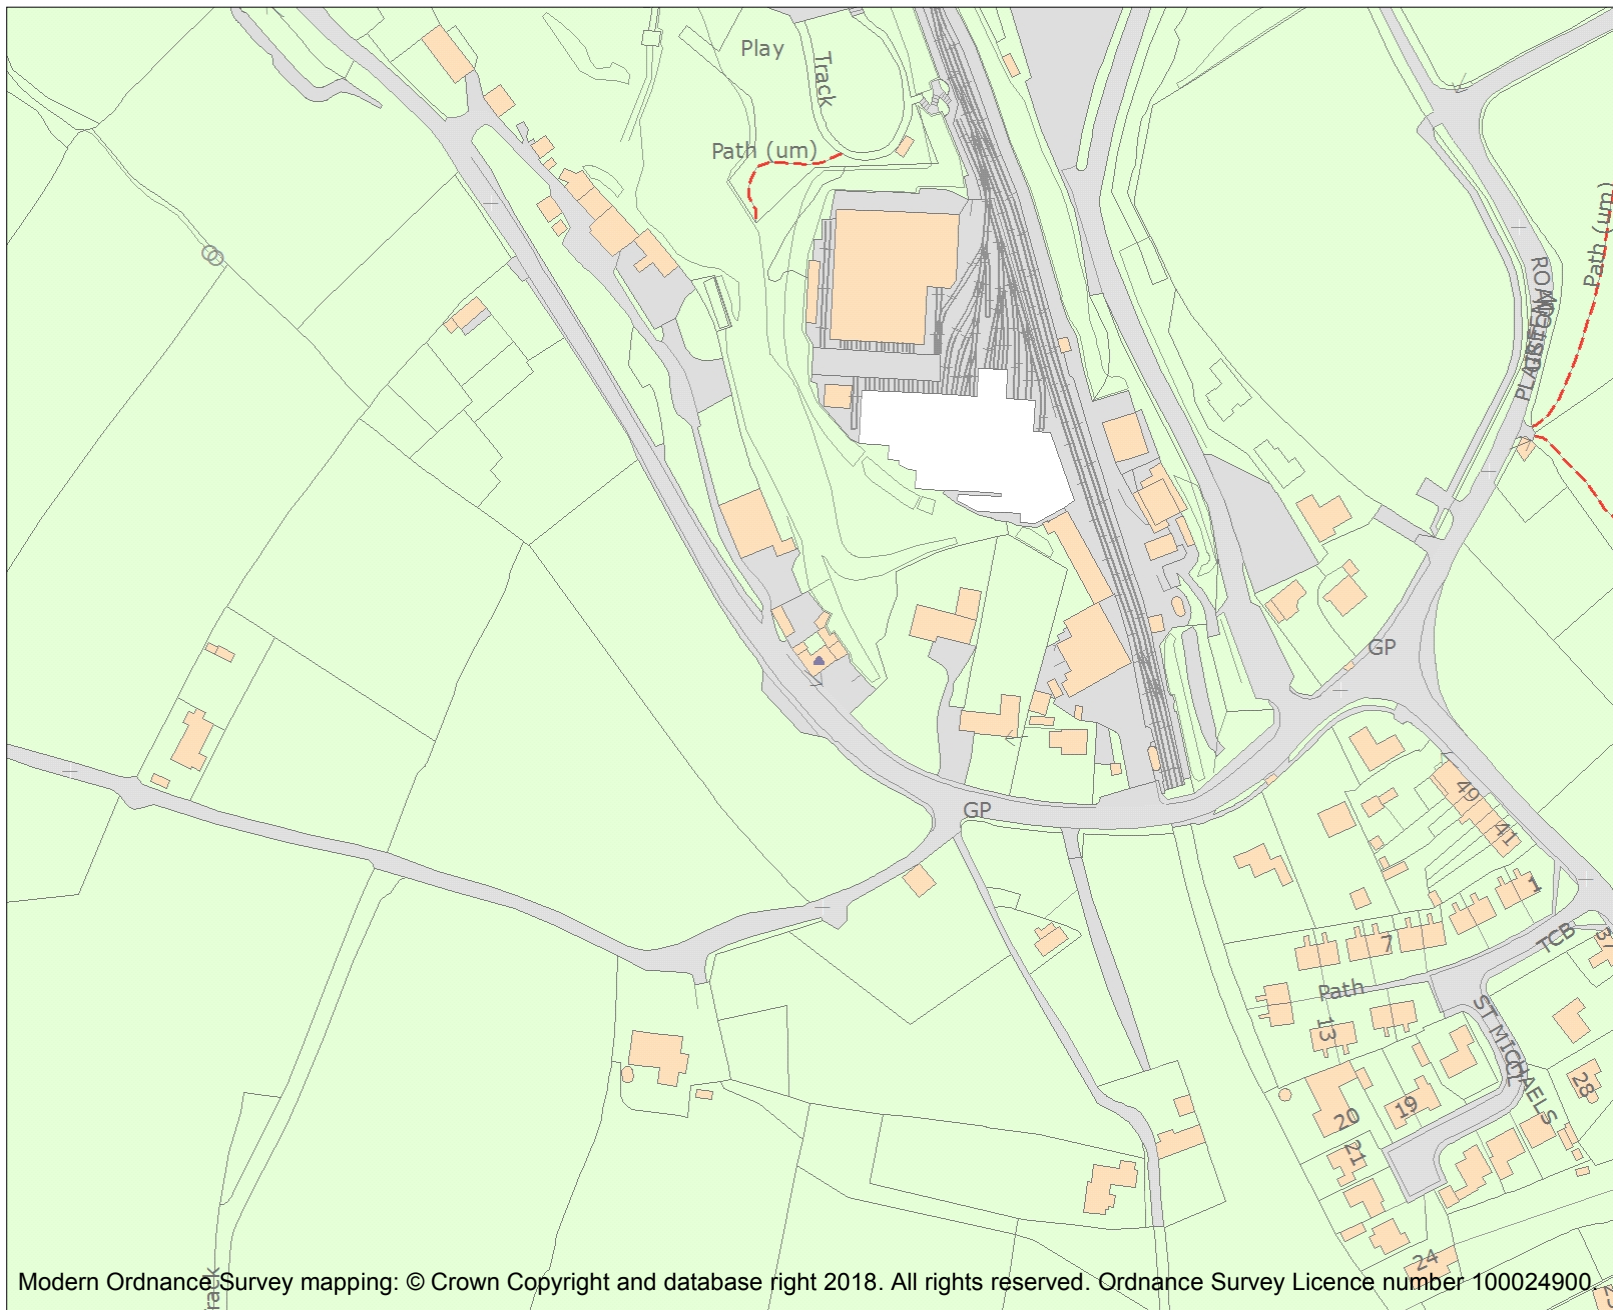 Play
Track
Path (um)
Path (um)
ROAD
GP
GP
49
41
1
TCB
37
7
Path
13
ST MICHAELS
28
19
20
21
24
Modern Ordnance Survey mapping: © Crown Copyright and database right 2018. All rights reserved. Ordnance Survey Licence number 100024900.